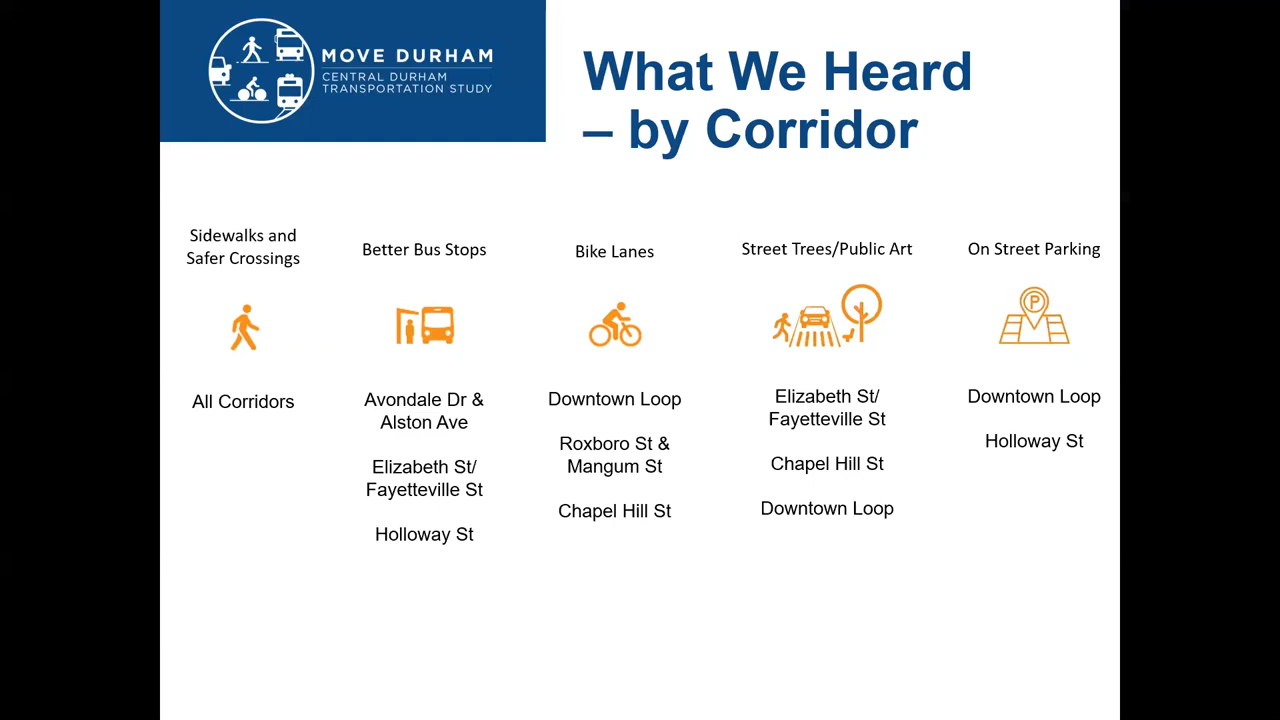 MOVE DURHAM
CENTRAL DURHAM
TRANSPORTATION STUDY
What We Heard
– by Corridor
Sidewalks and
Safer Crossings
All Corridors
Better Bus Stops
Avondale Dr &
Alston Ave
Elizabeth St/
Fayetteville St
Holloway St
Bike Lanes
Downtown Loop
Roxboro St &
Mangum St
Chapel Hill St
Street Trees/Public Art
Elizabeth St/
Fayetteville St
Chapel Hill St
Downtown Loop
On Street Parking
P
Downtown Loop
Holloway St